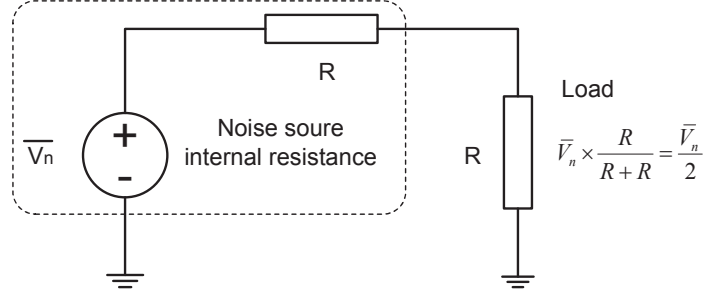 R
Load
+
V̅n
Noise soure
internal resistance
R
V̅n × R/(R + R) = V̅n/2
-